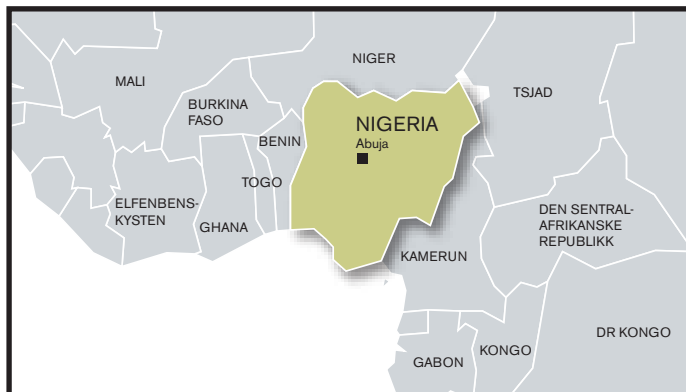 NIGER
MALI
TSJAD
BURKINA
FASO
NIGERIA
Abuja
BENIN
TOGO
ELFENBENS-
KYSTEN
GHANA
DEN SENTRAL-
AFRIKANSKE
REPUBLIKK
KAMERUN
DR KONGO
KONGO
GABON